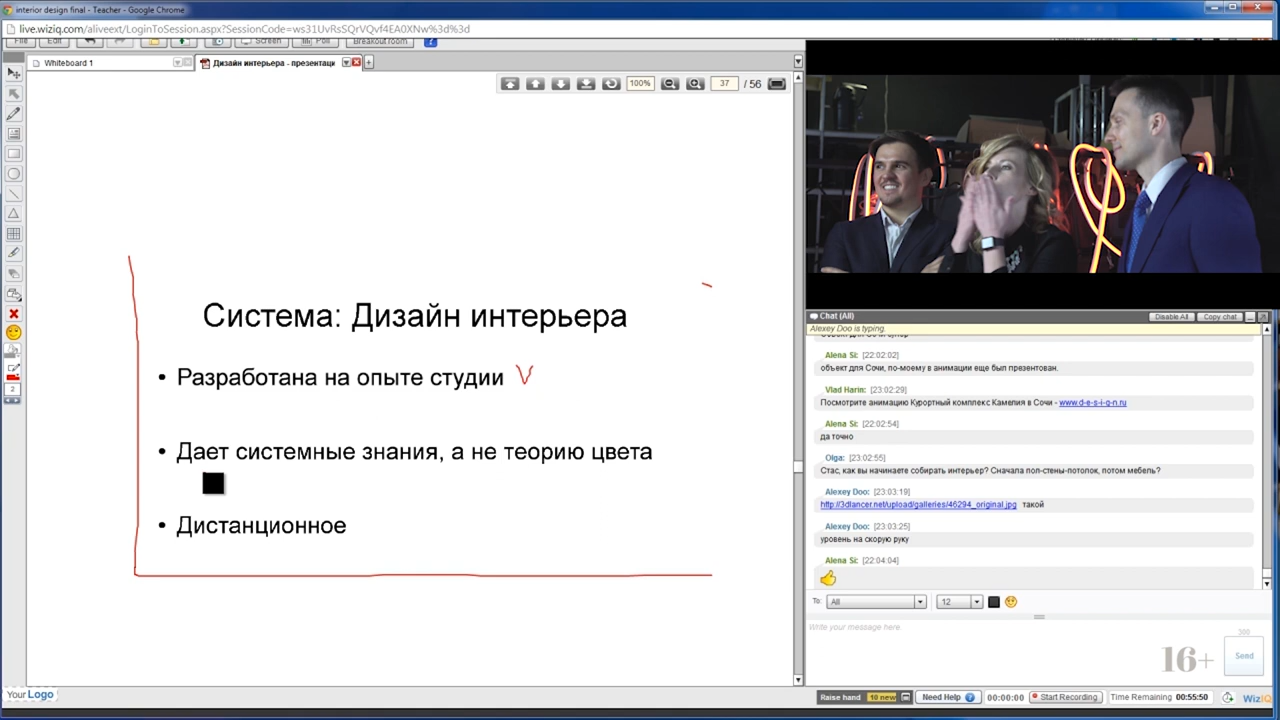 interior design final - Teacher - Google Chrome
live.wiziq.com/aliveext/LoginToSession.aspx?SessionCode=ws31UvRsSQrVQvf4EA0XNw%3d%3d
File Edit Screen Poll Breakout room ?
Whiteboard 1 Дизайн интерьера - презентаци
100% 37 / 56
Система: Дизайн интерьера
• Разработана на опыте студии V
• Дает системные знания, а не теорию цвета
• Дистанционное
2
Your Logo
Chat (All) Disable All Copy chat
Alexey Doo is typing.
Alena Si: [22:02:02]
объект для Сочи, по-моему в анимации еще был презентован.
Vlad Harin: [23:02:29]
Посмотрите анимацию Курортный комплекс Камелия в Сочи - www.d-e-s-i-g-n.ru
Alena Si: [22:02:54]
да точно
Olga: [23:02:55]
Стас, как вы начинаете собирать интерьер? Сначала пол-стены-потолок, потом мебель?
Alexey Doo: [23:03:19]
http://3dlancer.net/upload/galleries/46294_original.jpg такой
Alexey Doo: [23:03:25]
уровень на скорую руку
Alena Si: [22:04:04]
To: All 12
Write your message here.
300
16+ Send
Raise hand 10 new Need Help ? 00:00:00 Start Recording Time Remaining 00:55:50 WizIQ